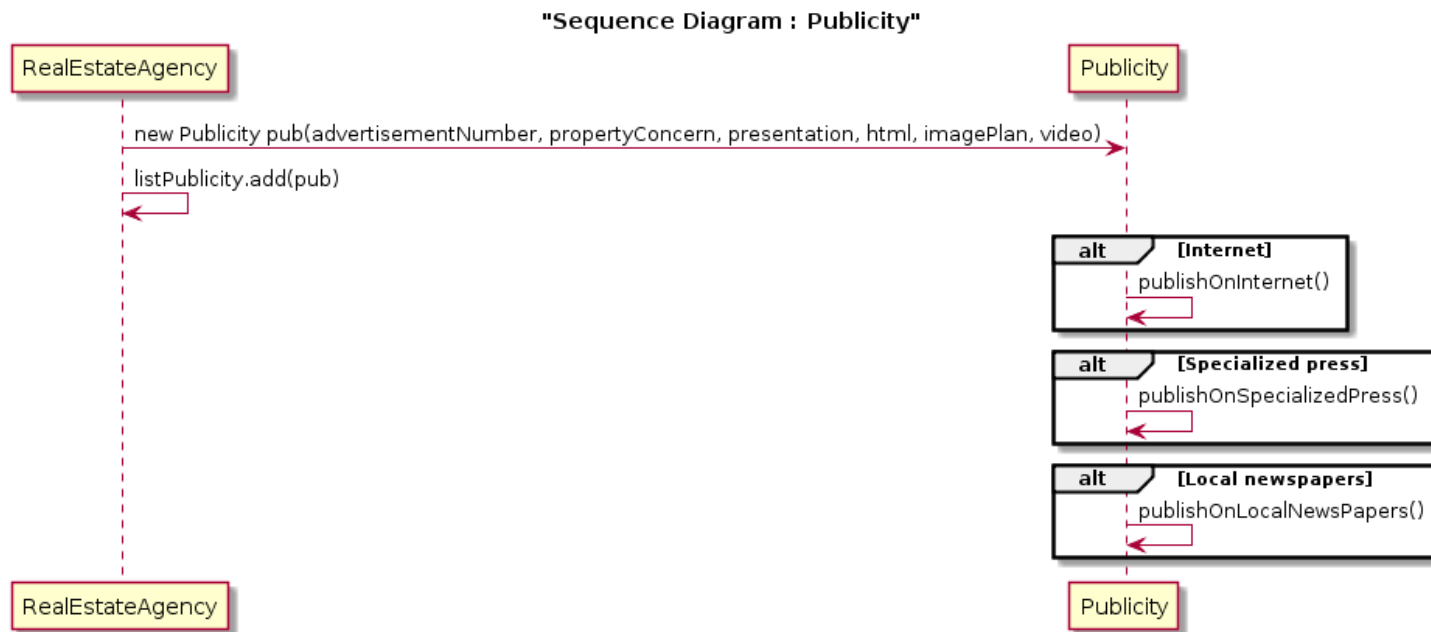 "Sequence Diagram : Publicity"
RealEstateAgency
Publicity
new Publicity pub(advertisementNumber, propertyConcern, presentation, html, imagePlan, video)
listPublicity.add(pub)
alt [Internet]
publishOnInternet()
alt [Specialized press]
publishOnSpecializedPress()
alt [Local newspapers]
publishOnLocalNewsPapers()
RealEstateAgency
Publicity